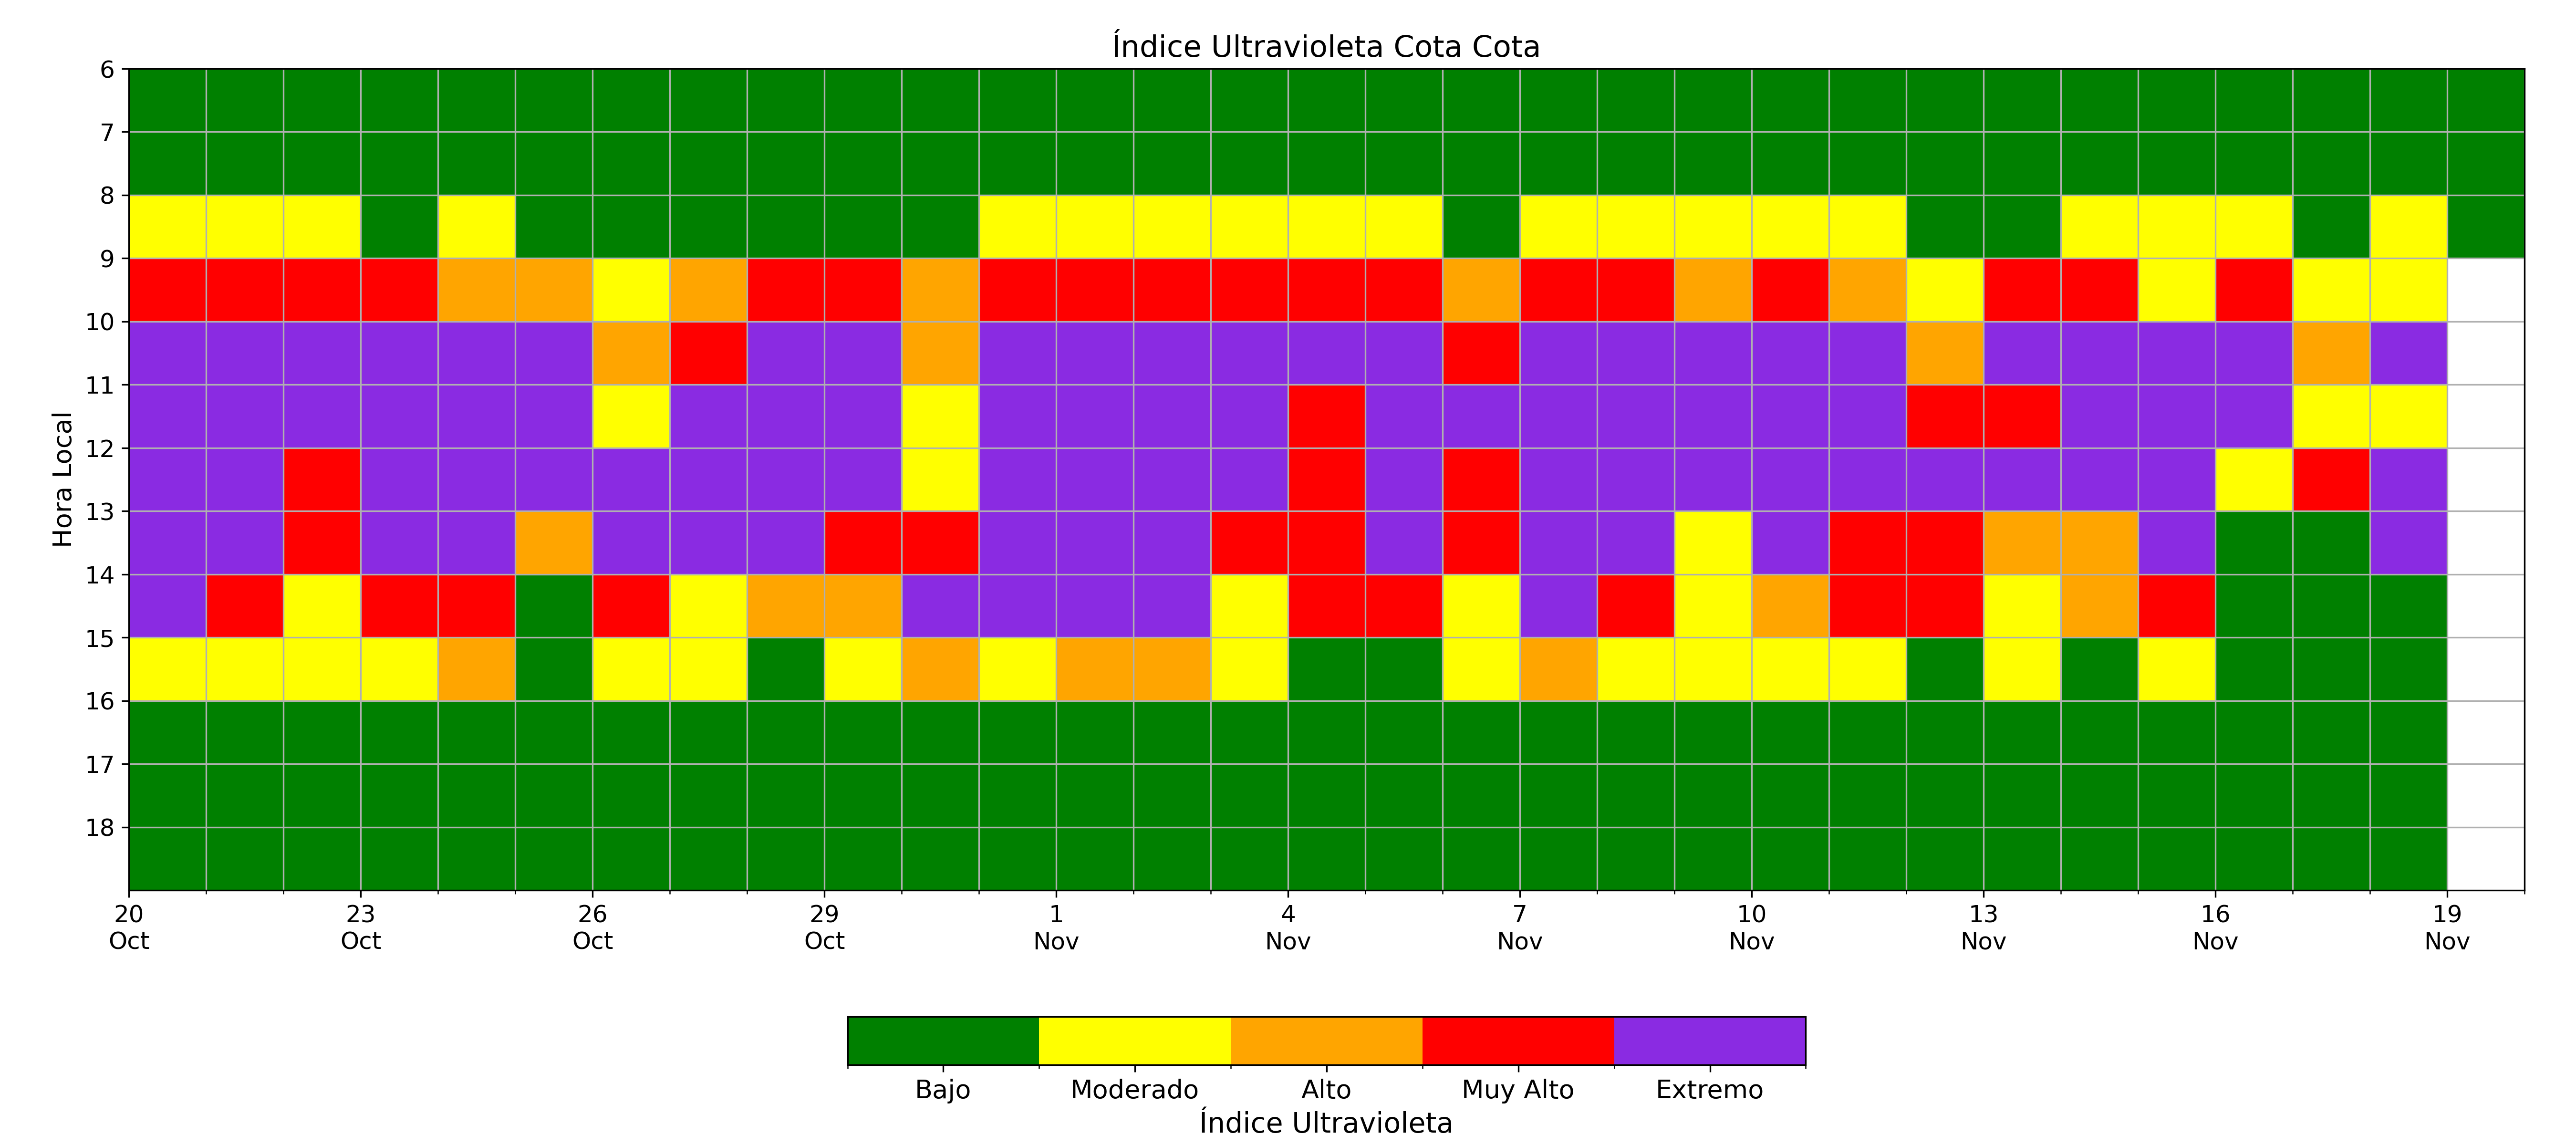 Índice Ultravioleta Cota Cota
Hora Local
6
7
8
9
10
11
12
13
14
15
16
17
18
20 23 26 29 1 4 7 10 13 16 19
Oct Oct Oct Oct Nov Nov Nov Nov Nov Nov Nov
Bajo Moderado Alto Muy Alto Extremo
Índice Ultravioleta